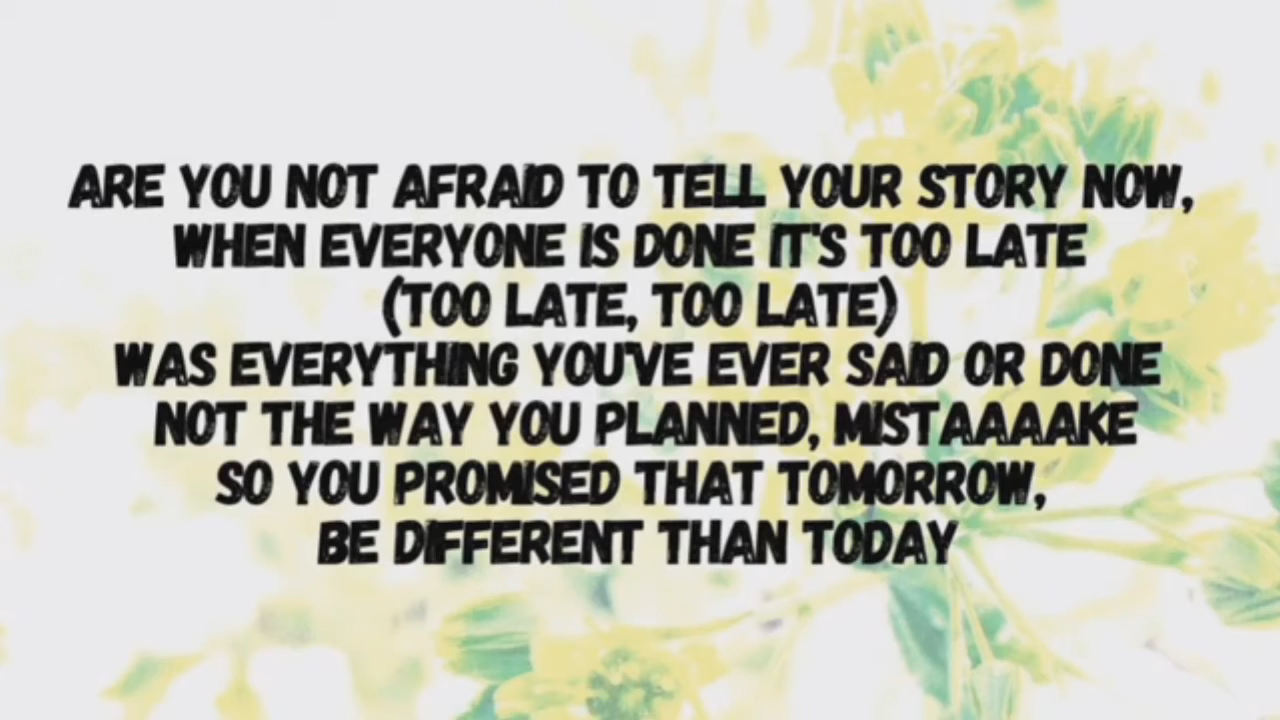 ARE YOU NOT AFRAID TO TELL YOUR STORY NOW,
WHEN EVERYONE IS DONE IT'S TOO LATE
(TOO LATE, TOO LATE)
WAS EVERYTHING YOU'VE EVER SAID OR DONE
NOT THE WAY YOU PLANNED, MISTAAAAKE
SO YOU PROMISED THAT TOMORROW,
BE DIFFERENT THAN TODAY